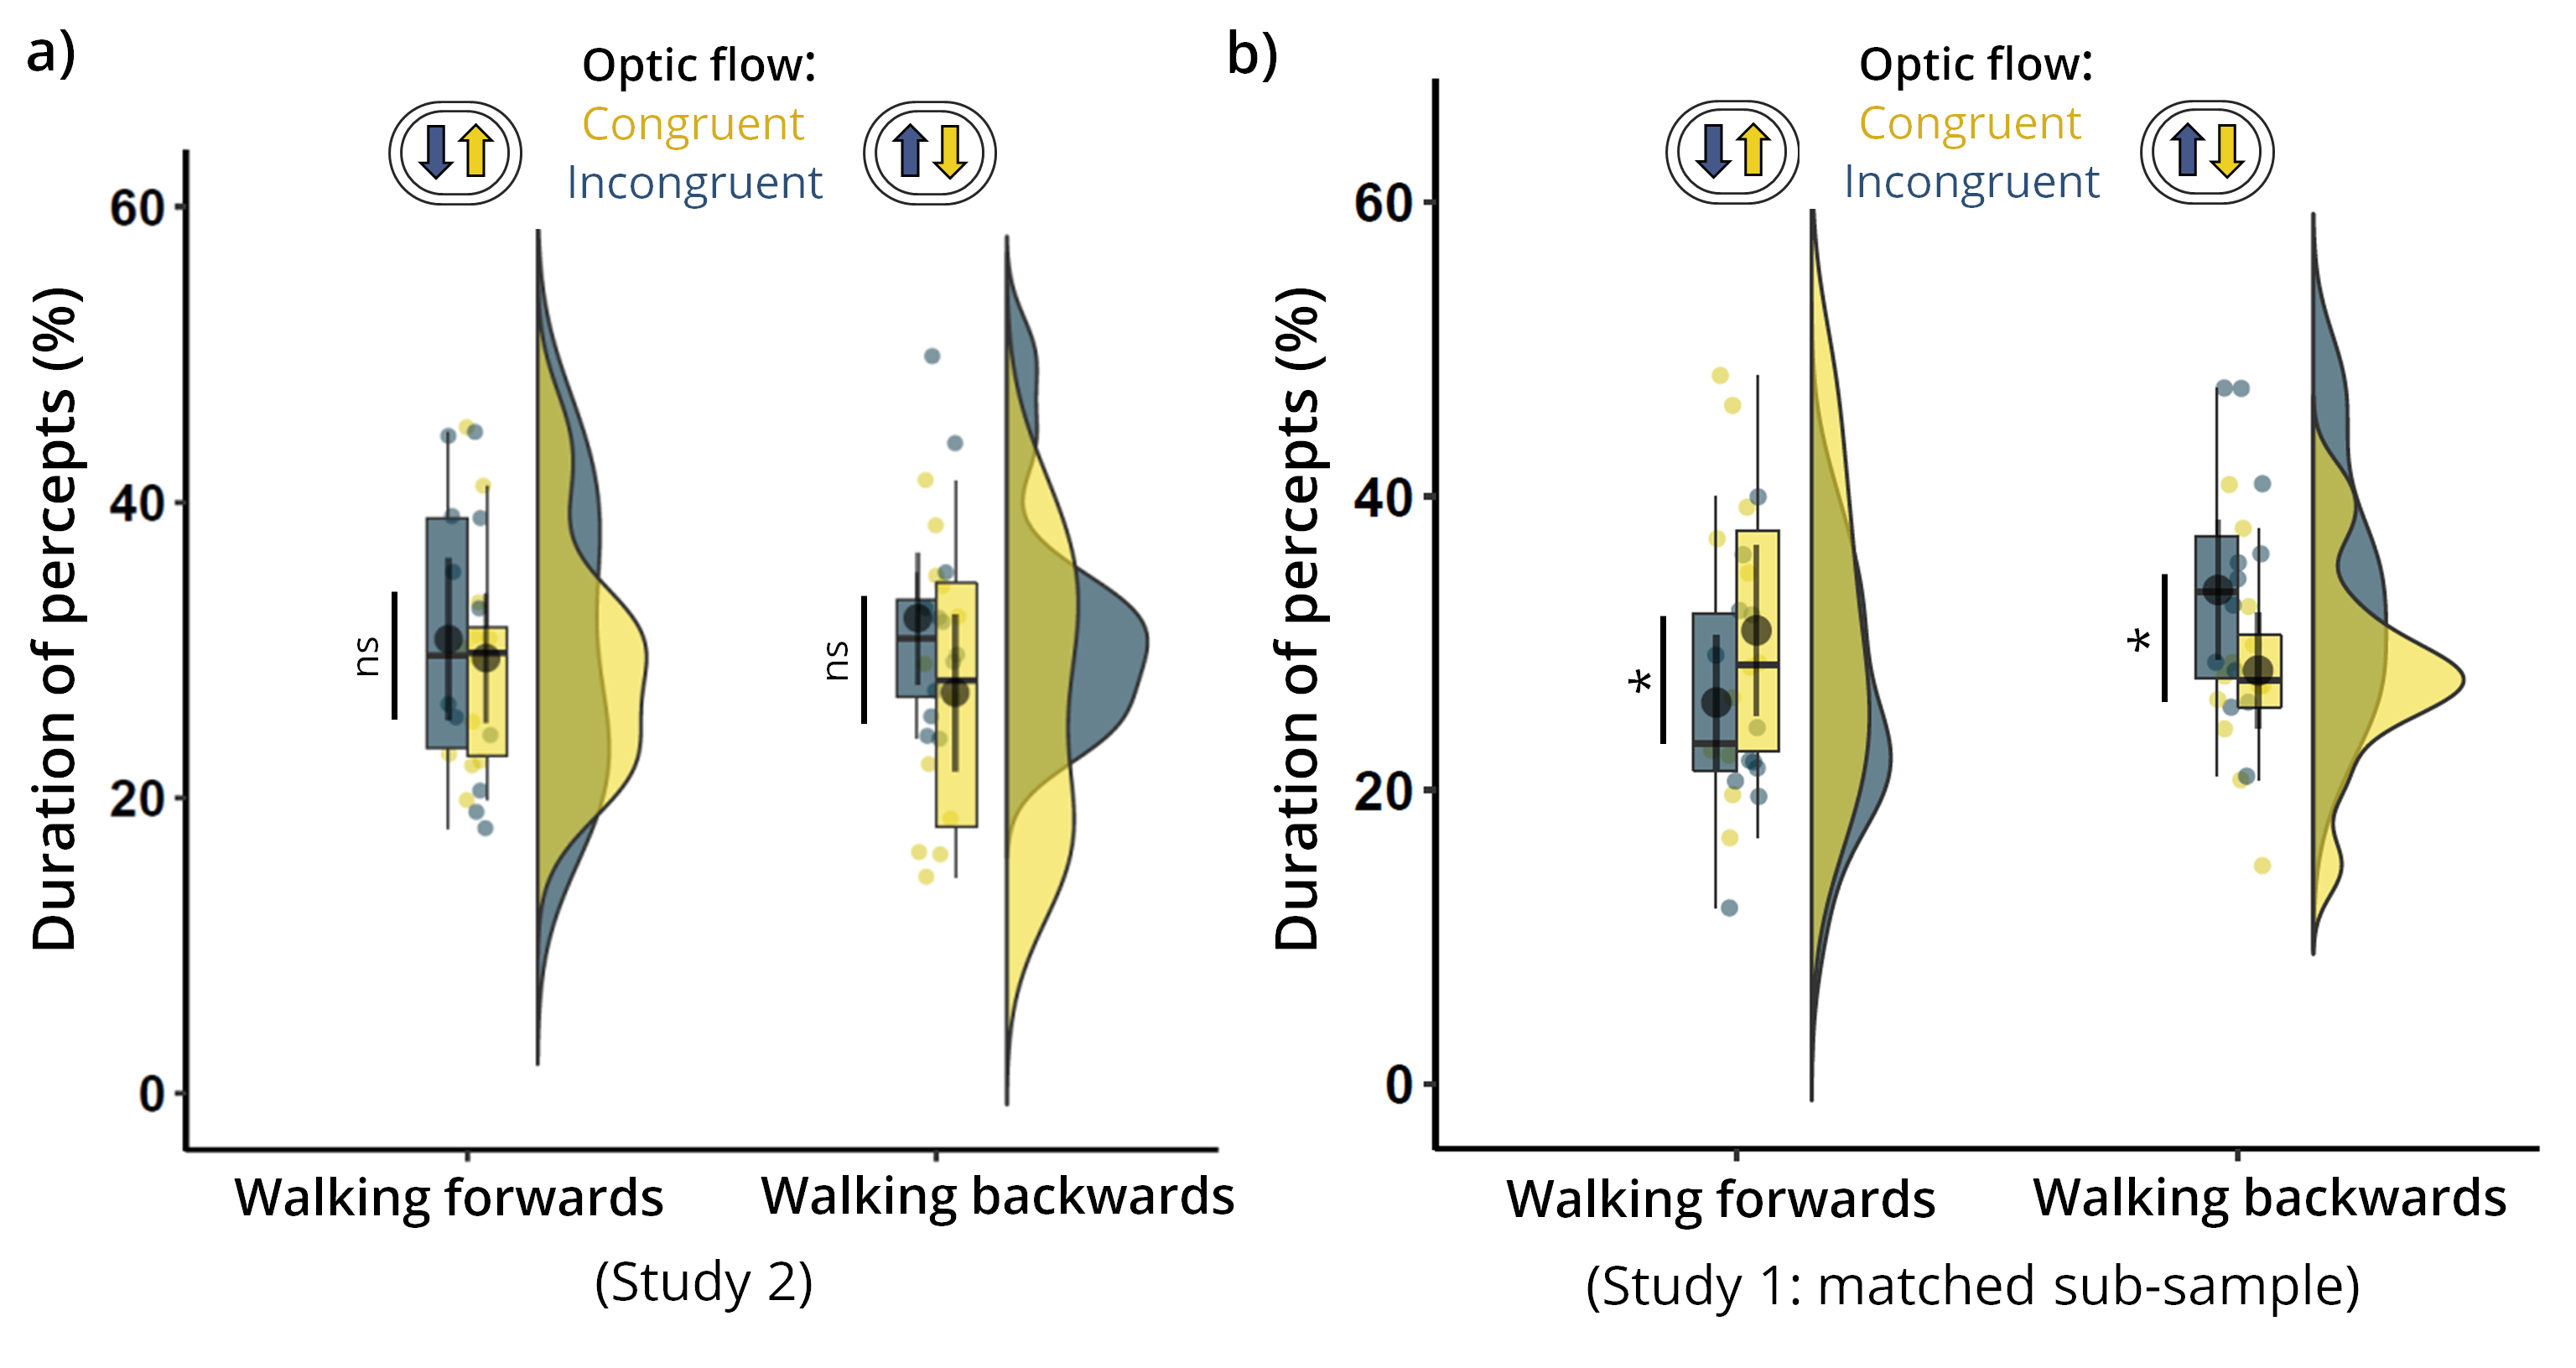 a)
Optic flow:
Congruent
Incongruent
60
40
20
0
Duration of percepts (%)
ns
ns
Walking forwards
Walking backwards
(Study 2)
b)
Optic flow:
Congruent
Incongruent
60
40
20
0
Duration of percepts (%)
*
*
Walking forwards
Walking backwards
(Study 1: matched sub-sample)